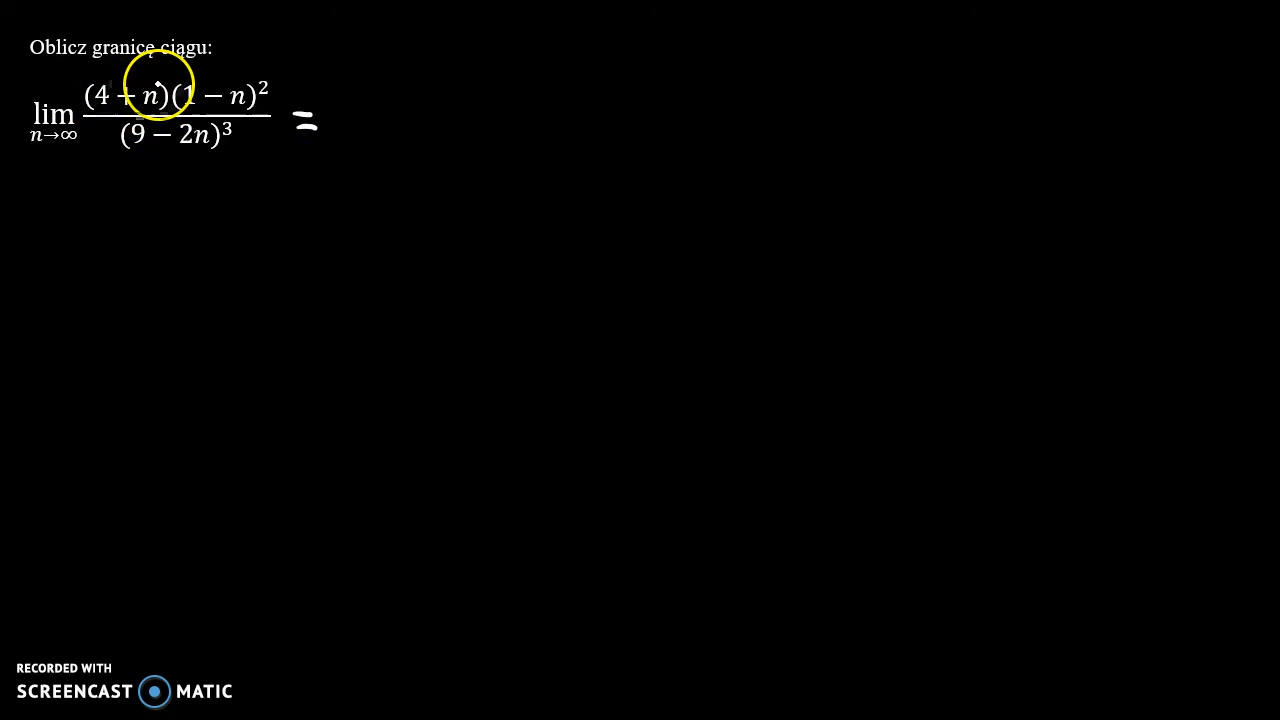 Oblicz granicę ciągu:
lim n→∞ (4 + n)(1 − n)² / (9 − 2n)³ =
RECORDED WITH
SCREENCAST MATIC